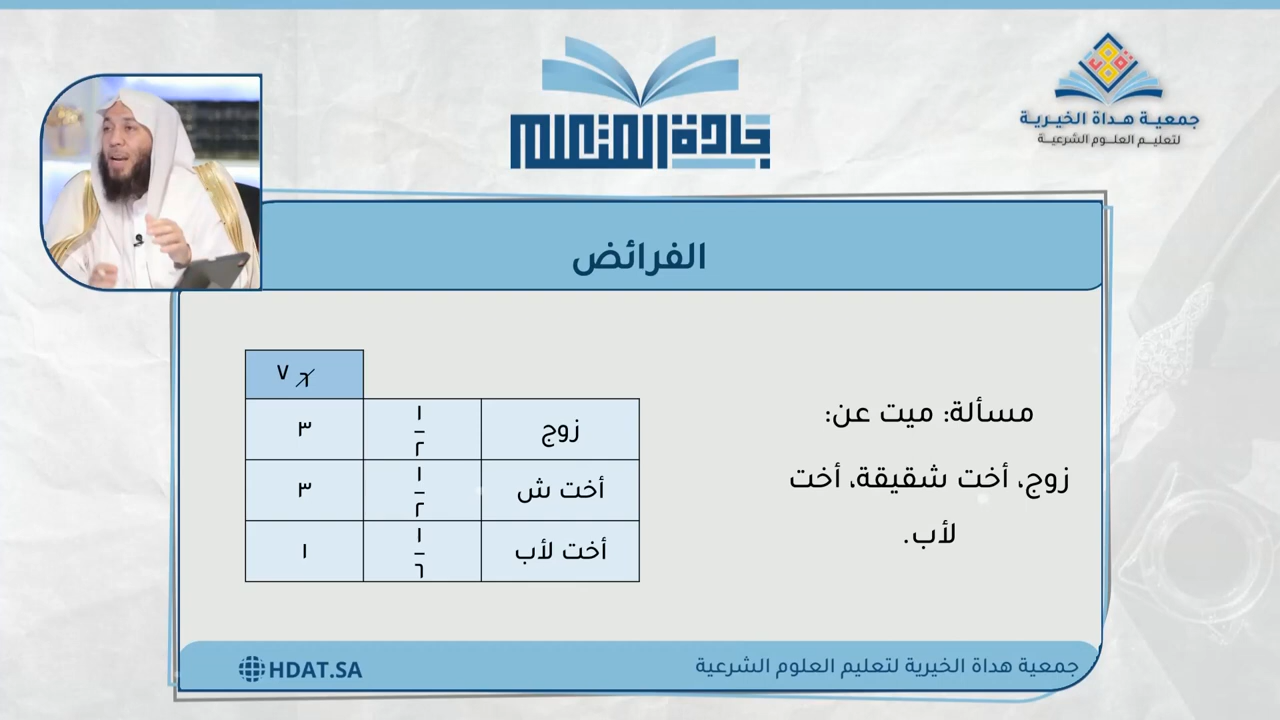 جادة المتعلم
جمعية هداة الخيرية
لتعليم العلوم الشرعية
الفرائض
مسألة: ميت عن:
زوج، أخت شقيقة، أخت
لأب.
٦ ٧
زوج ١/٢ ٣
أخت ش ١/٢ ٣
أخت لأب ١/٦ ١
جمعية هداة الخيرية لتعليم العلوم الشرعية
HDAT.SA